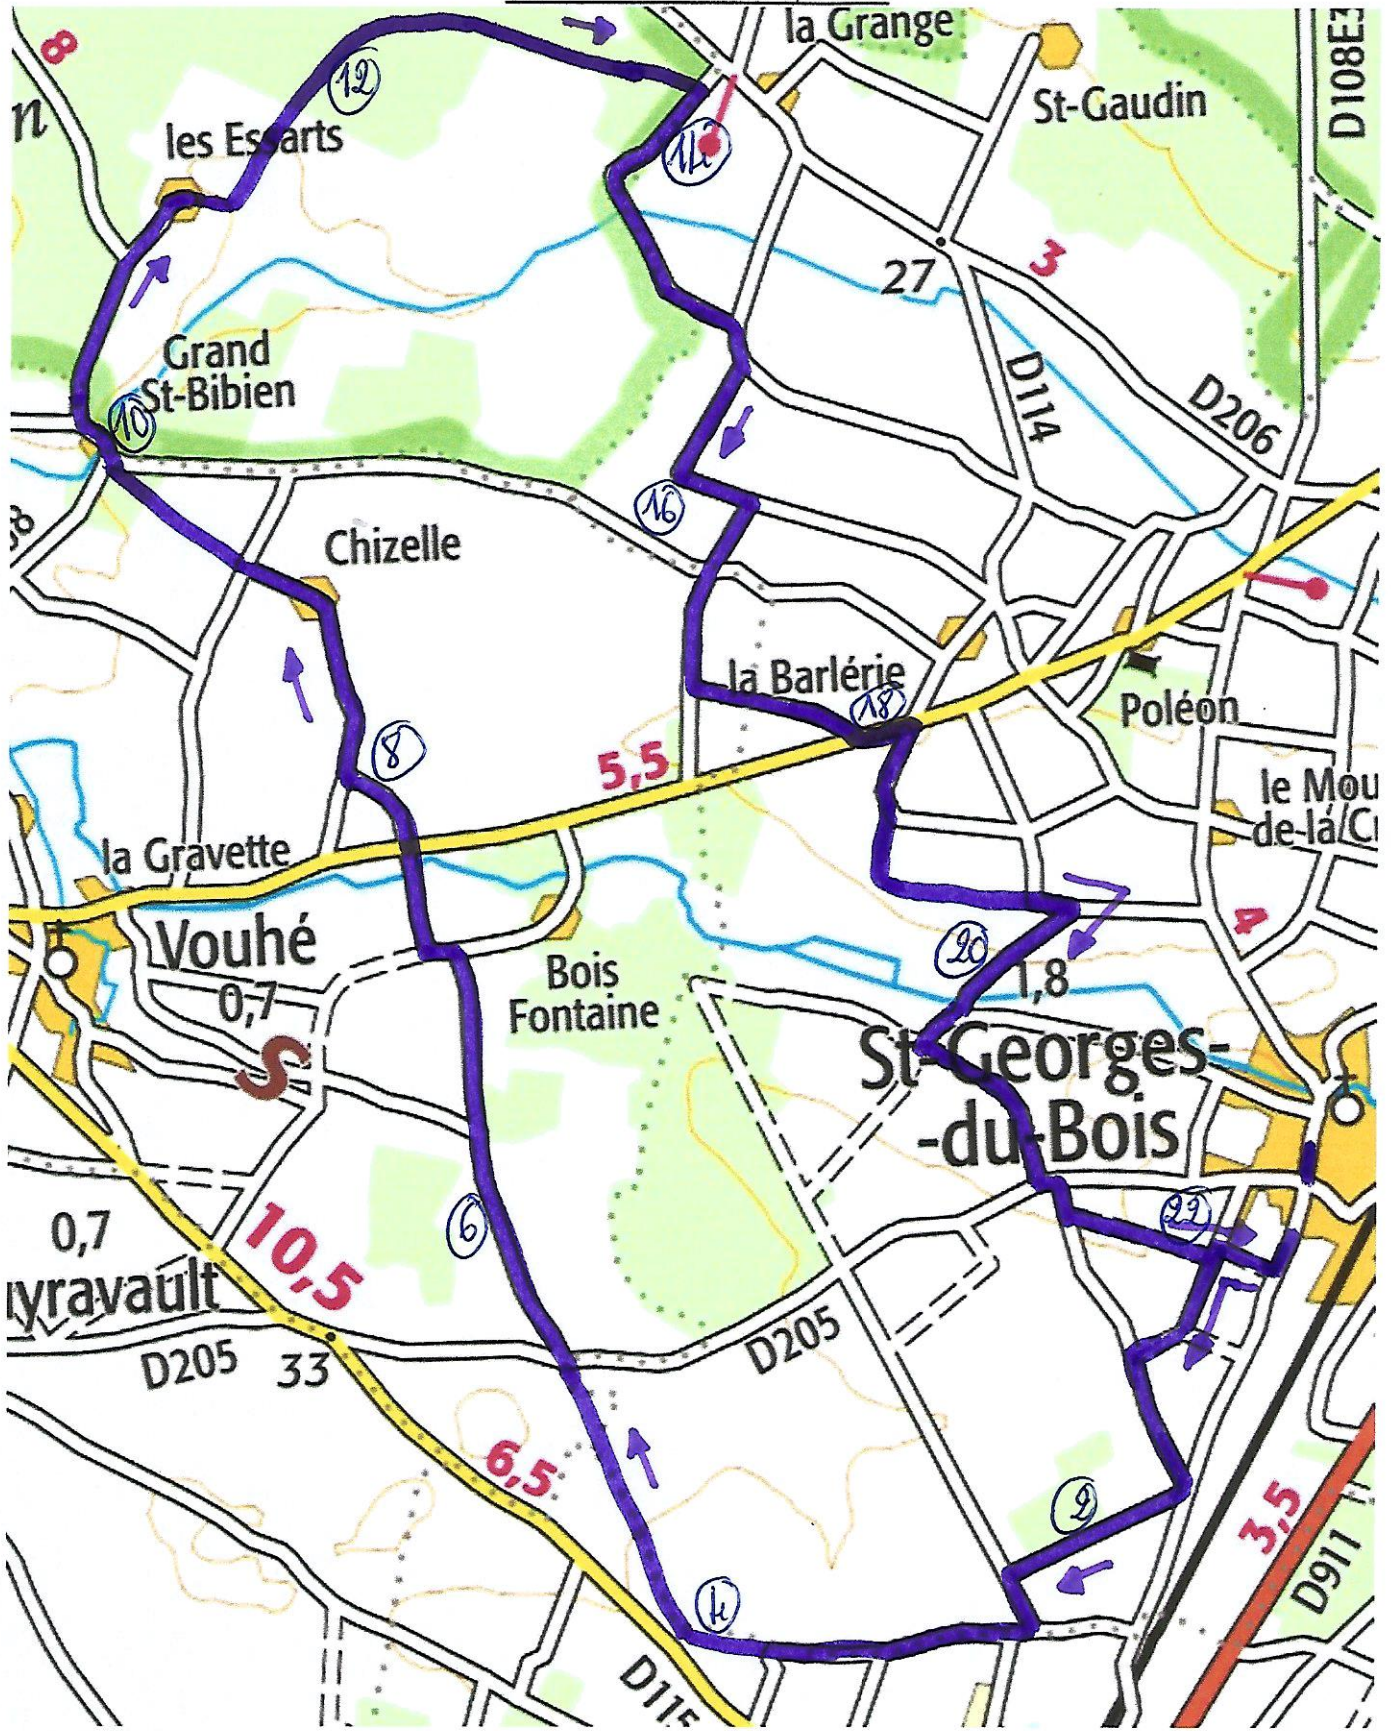 la Grange
8
12
D108E3
St-Gaudin
n
les Essarts
14
3
27
Grand
St-Bibien
D114
D206
10
16
Chizelle
la Barlérie
18
Poléon
8
5,5
le Mou
de-la/C
la Gravette
4
Vouhé
20
Bois
Fontaine
1,8
0,7
S
St-Georges-
-du-Bois
6
22
0,7
10,5
yravault
D205
D205
33
6,5
2
3,5
D911
4
D115